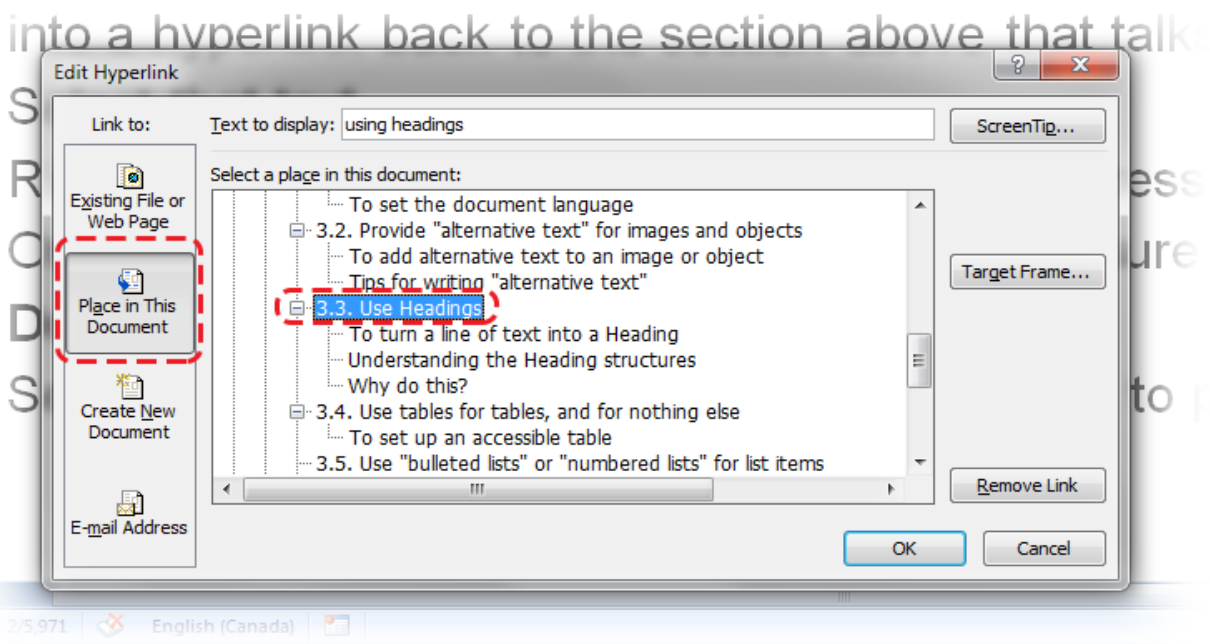 into a hyperlink back to the section above that talks
Edit Hyperlink
Link to:
Text to display: using headings
ScreenTip...
Select a place in this document:
Existing File or
Web Page
Place in This
Document
Create New
Document
E-mail Address
To set the document language
3.2. Provide "alternative text" for images and objects
To add alternative text to an image or object
Tips for writing "alternative text"
3.3. Use Headings
To turn a line of text into a Heading
Understanding the Heading structures
Why do this?
3.4. Use tables for tables, and for nothing else
To set up an accessible table
3.5. Use "bulleted lists" or "numbered lists" for list items
Target Frame...
Remove Link
OK
Cancel
to
2/5,971
English (Canada)